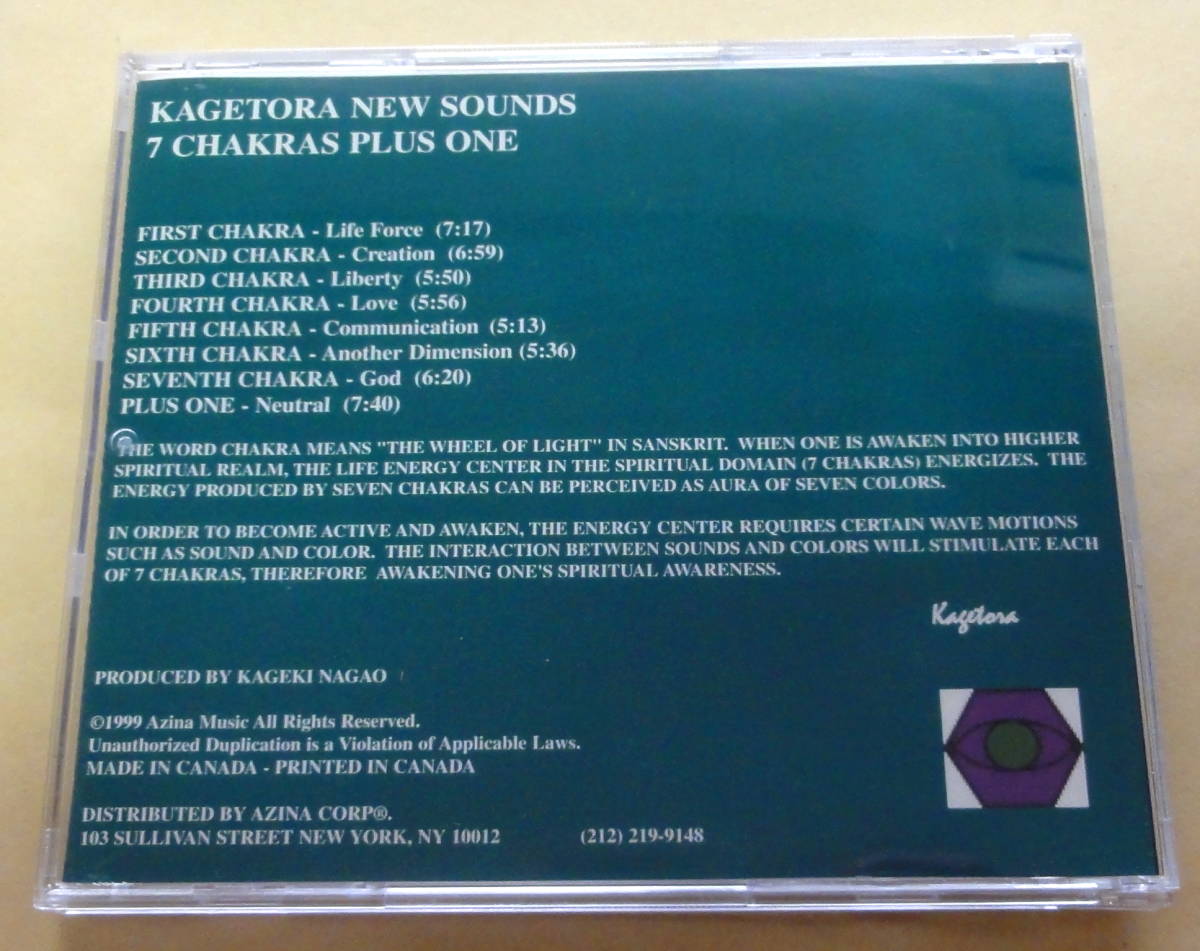 KAGETORA NEW SOUNDS
7 CHAKRAS PLUS ONE
FIRST CHAKRA - Life Force (7:17)
SECOND CHAKRA - Creation (6:59)
THIRD CHAKRA - Liberty (5:50)
FOURTH CHAKRA - Love (5:56)
FIFTH CHAKRA - Communication (5:13)
SIXTH CHAKRA - Another Dimension (5:36)
SEVENTH CHAKRA - God (6:20)
PLUS ONE - Neutral (7:40)
THE WORD CHAKRA MEANS "THE WHEEL OF LIGHT" IN SANSKRIT. WHEN ONE IS AWAKEN INTO HIGHER
SPIRITUAL REALM, THE LIFE ENERGY CENTER IN THE SPIRITUAL DOMAIN (7 CHAKRAS) ENERGIZES. THE
ENERGY PRODUCED BY SEVEN CHAKRAS CAN BE PERCEIVED AS AURA OF SEVEN COLORS.
IN ORDER TO BECOME ACTIVE AND AWAKEN, THE ENERGY CENTER REQUIRES CERTAIN WAVE MOTIONS
SUCH AS SOUND AND COLOR. THE INTERACTION BETWEEN SOUNDS AND COLORS WILL STIMULATE EACH
OF 7 CHAKRAS, THEREFORE AWAKENING ONE'S SPIRITUAL AWARENESS.
Kagetora
PRODUCED BY KAGEKI NAGAO
©1999 Azina Music All Rights Reserved.
Unauthorized Duplication is a Violation of Applicable Laws.
MADE IN CANADA - PRINTED IN CANADA
DISTRIBUTED BY AZINA CORP®.
103 SULLIVAN STREET NEW YORK, NY 10012 (212) 219-9148